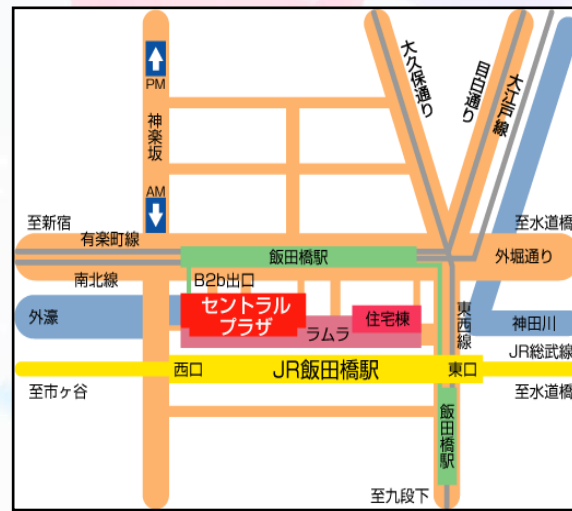 PM
神楽坂
AM
大久保通り
目白通り
大江戸線
至新宿
有楽町線
飯田橋駅
至水道橋
外堀通り
南北線
B2b出口
外濠
セントラル
プラザ
ラムラ
住宅棟
東西線
神田川
JR総武線
西口
JR飯田橋駅
東口
至市ヶ谷
至水道橋
飯田橋駅
至九段下